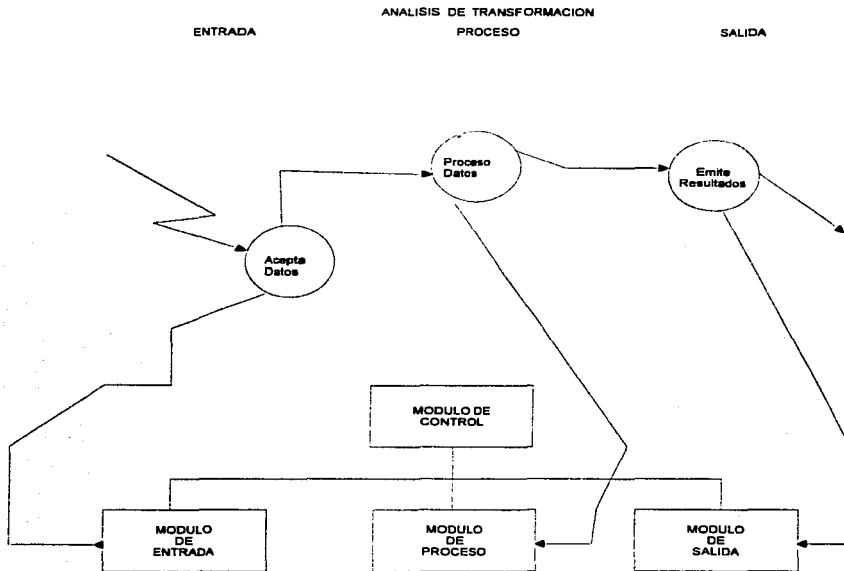 ANALISIS DE TRANSFORMACION
ENTRADA PROCESO SALIDA
Proceso
Datos
Emite
Resultados
Acepta
Datos
MODULO DE
CONTROL
MODULO
DE
ENTRADA
MODULO
DE
PROCESO
MODULO
DE
SALIDA